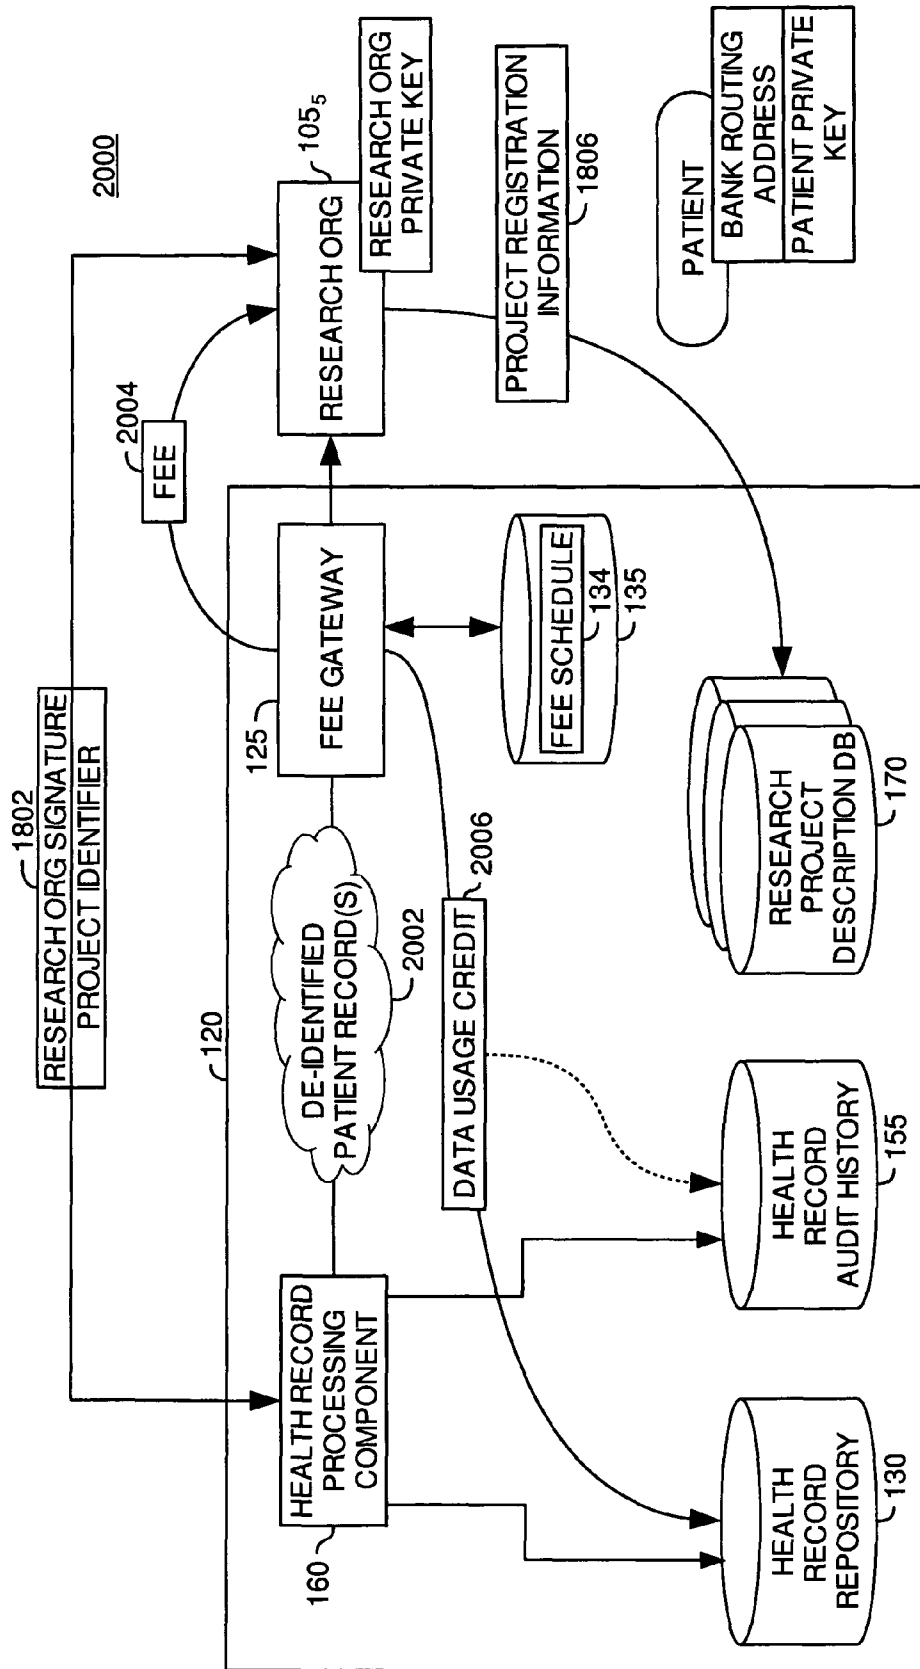 2000
1802
RESEARCH ORG SIGNATURE
PROJECT IDENTIFIER
2004
FEE
120
105₅
RESEARCH ORG
RESEARCH ORG
PRIVATE KEY
125
FEE GATEWAY
DE-IDENTIFIED
PATIENT RECORD(S)
2002
HEALTH RECORD
PROCESSING
COMPONENT
160
DATA USAGE CREDIT
2006
FEE SCHEDULE
134
135
PROJECT REGISTRATION
INFORMATION
1806
PATIENT
BANK ROUTING
ADDRESS
PATIENT PRIVATE
KEY
HEALTH
RECORD
REPOSITORY
130
HEALTH
RECORD
AUDIT HISTORY
155
RESEARCH
PROJECT
DESCRIPTION DB
170